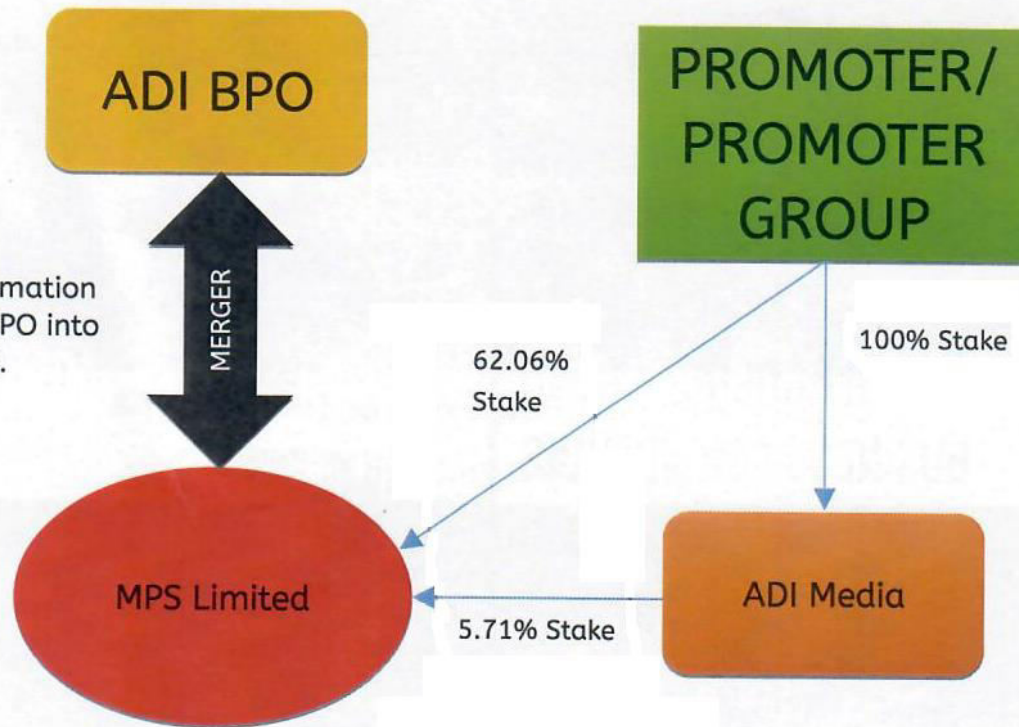 ADI BPO
PROMOTER/
PROMOTER
GROUP
MERGER
PO into
.
62.06%
Stake
100% Stake
MPS Limited
5.71% Stake
ADI Media